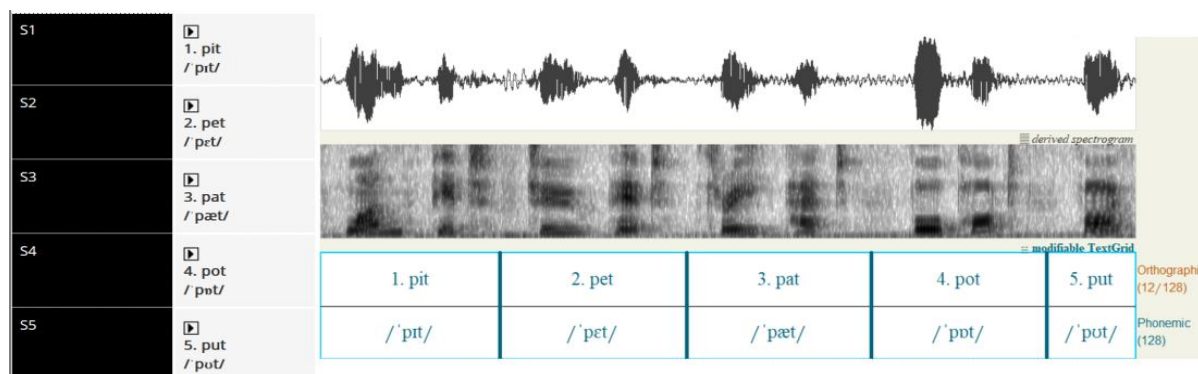 S1
1. pit
/ˈpɪt/
S2
2. pet
/ˈpɛt/
S3
3. pat
/ˈpæt/
S4
4. pot
/ˈpɒt/
S5
5. put
/ˈpʊt/
derived spectrogram
modifiable TextGrid
1. pit 2. pet 3. pat 4. pot 5. put
/ˈpɪt/ /ˈpɛt/ /ˈpæt/ /ˈpɒt/ /ˈpʊt/
Orthographi
(12/128)
Phonemic
(128)